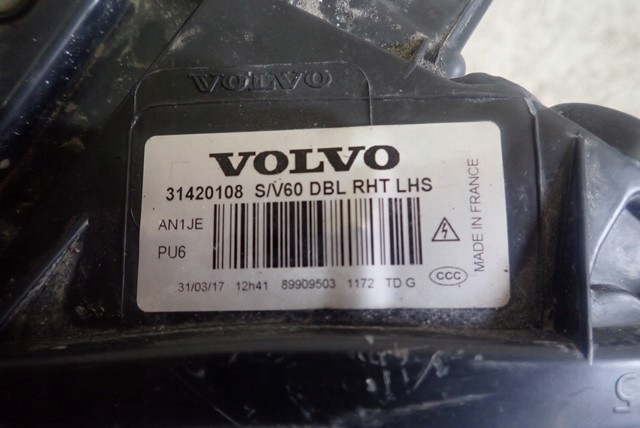 VOLVO
VOLVO
31420108 S/V60 DBL RHT LHS
AN1JE
PU6
MADE IN FRANCE
CCC
31/03/17 12h41 89909503 1172 TD G